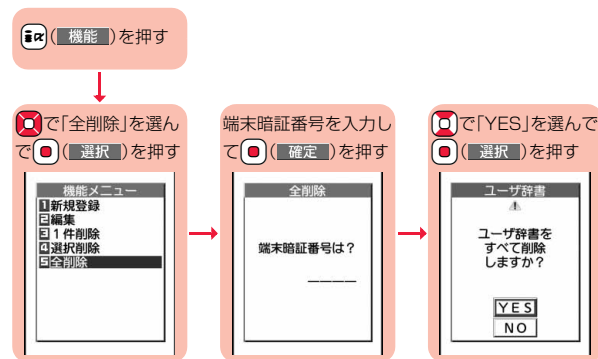 iα( 機能 )を押す
で「全削除」を選ん
で( 選択 )を押す
機能メニュー
1新規登録
2編集
3１件削除
4選択削除
5全削除
端末暗証番号を入力し
て( 確定 )を押す
全削除
端末暗証番号は？
＿＿＿＿
で「YES」を選んで
( 選択 )を押す
ユーザ辞書
ユーザ辞書を
すべて削除
しますか？
YES
NO